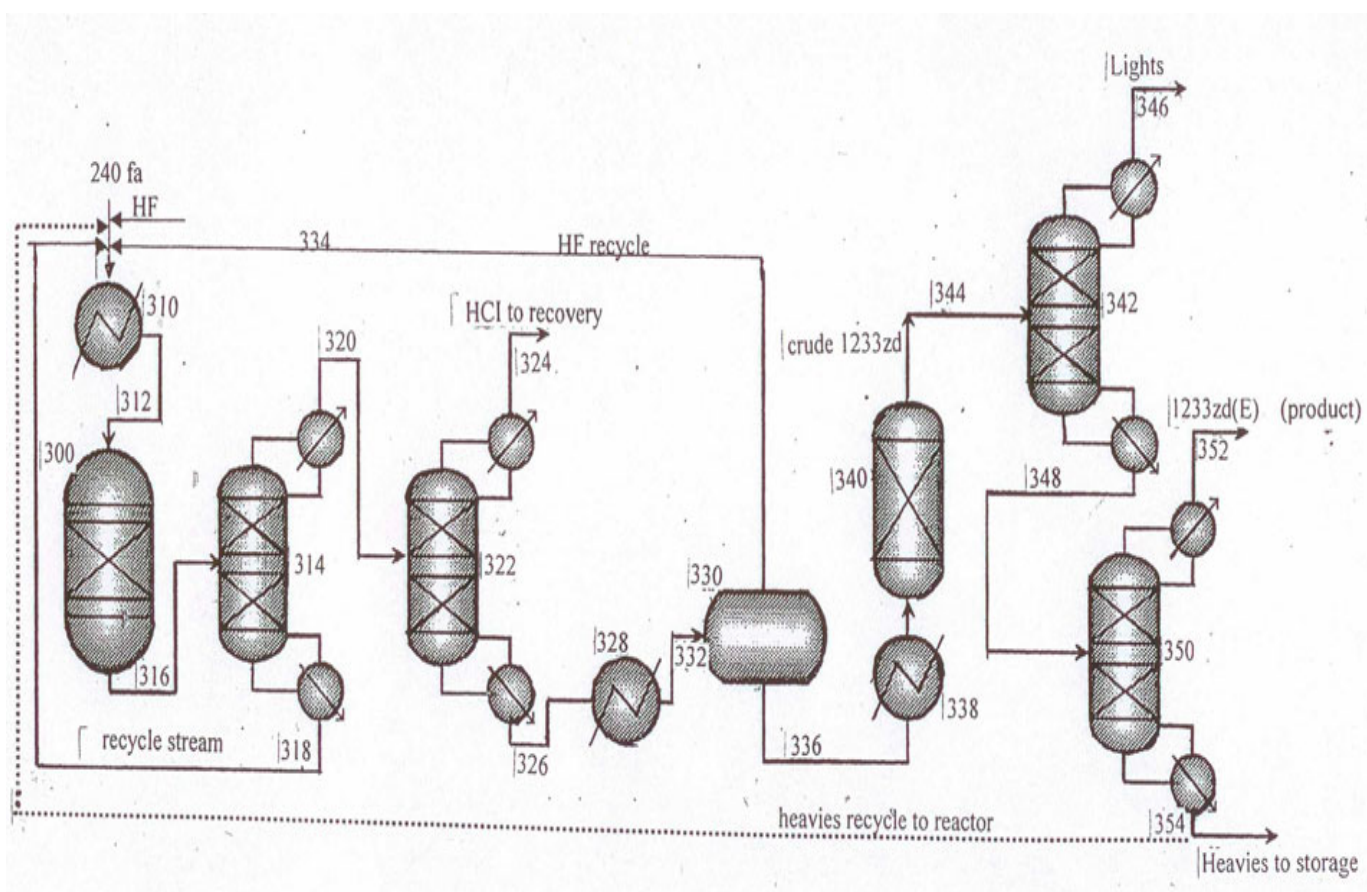 Lights
346
240 fa
HF
334
HF recycle
310
HCI to recovery
344
342
320
324
crude 1233zd
312
1233zd(E) (product)
352
300
340
348
314
322
330
350
328
332
316
338
recycle stream
318
326
336
heavies recycle to reactor
354
Heavies to storage